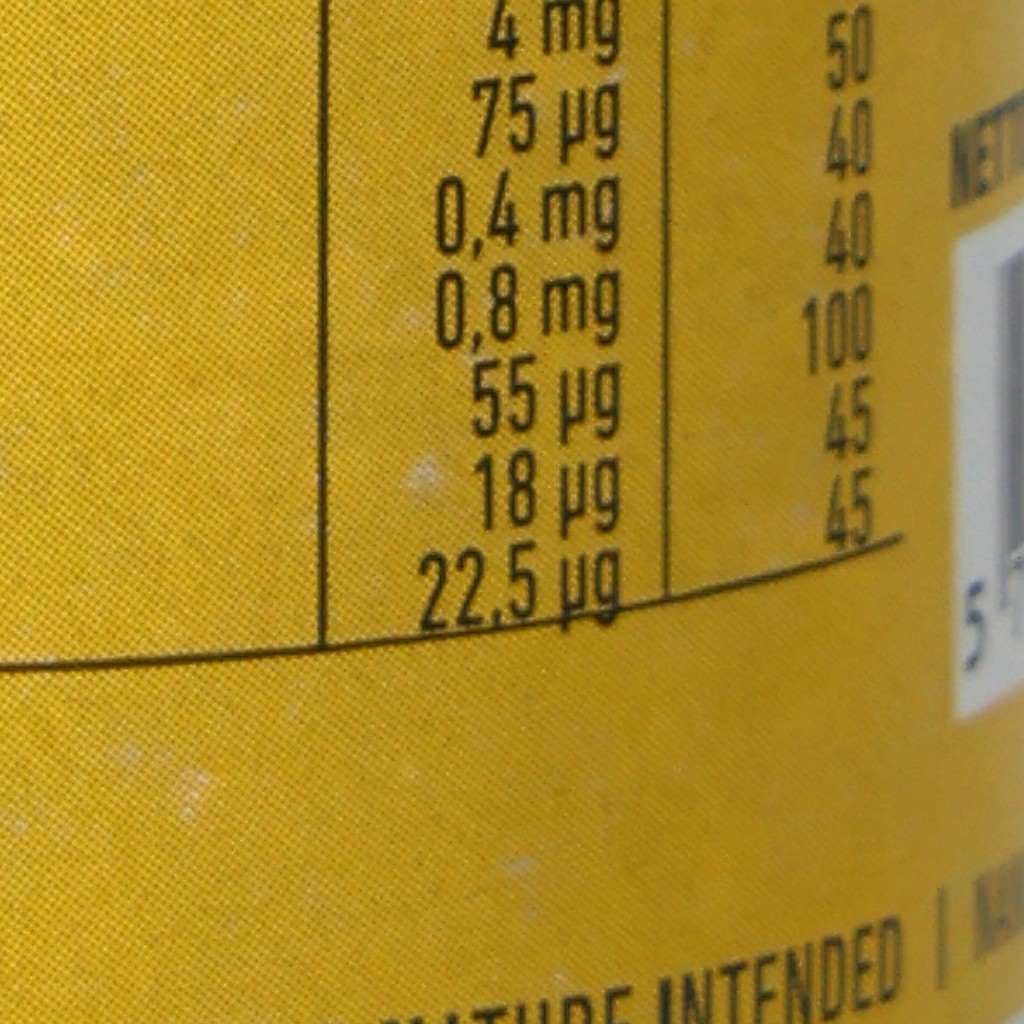 4 mg 50
75 µg 40
0,4 mg 40
0,8 mg 100
55 µg 45
18 µg 45
22,5 µg
5
INTENDED |